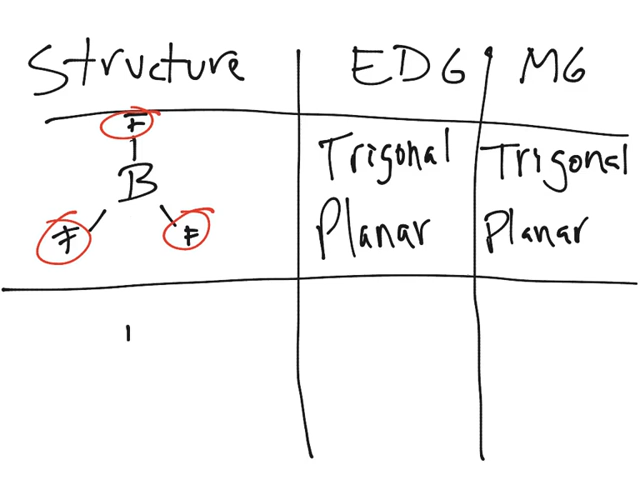 Structure EDG MG
F
B
F F
Trigonal Trigonal
Planar Planar